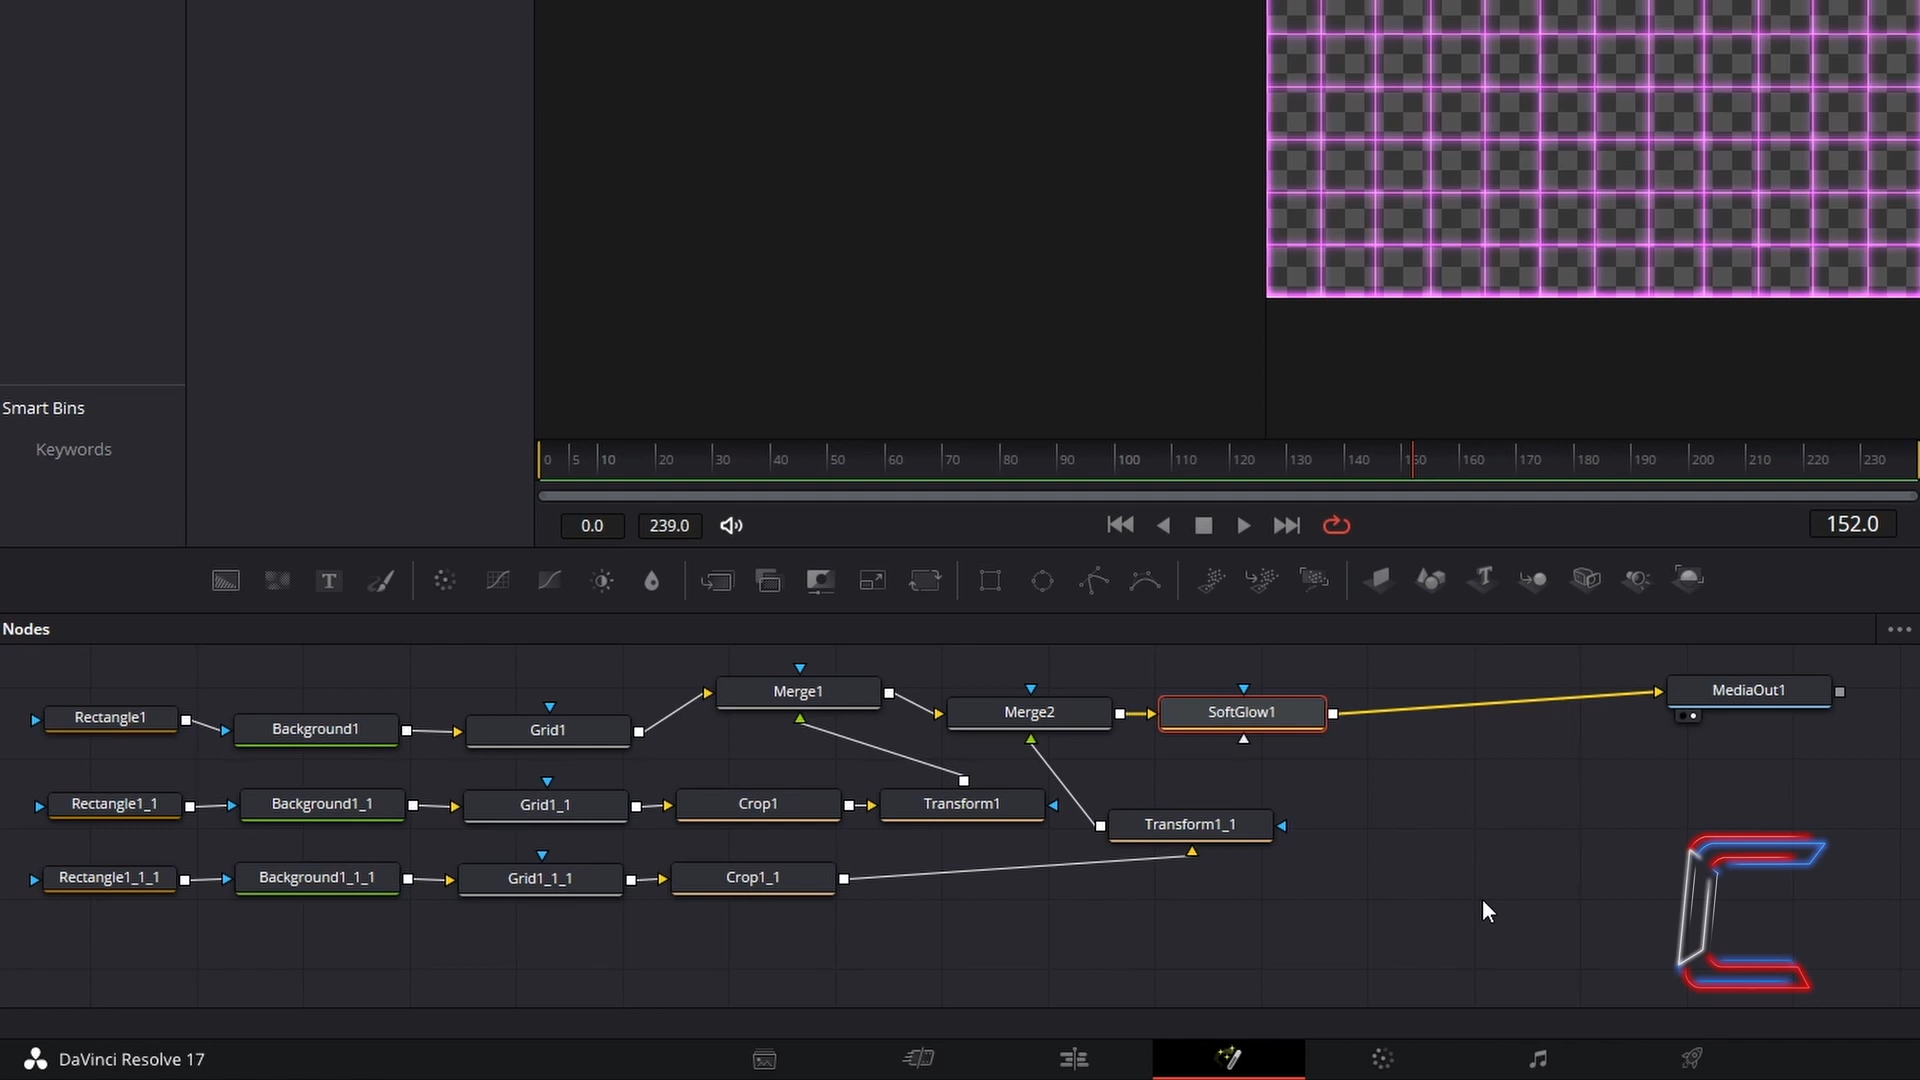 Smart Bins
Keywords
0 5 10 20 30 40 50 60 70 80 90 100 110 120 130 140 150 160 170 180 190 200 210 220 230
0.0 239.0 152.0
T
Nodes
Merge1 MediaOut1
Rectangle1 Background1 Grid1 Merge2 SoftGlow1
Rectangle1_1 Background1_1 Grid1_1 Crop1 Transform1
Transform1_1
Rectangle1_1_1 Background1_1_1 Grid1_1_1 Crop1_1
DaVinci Resolve 17